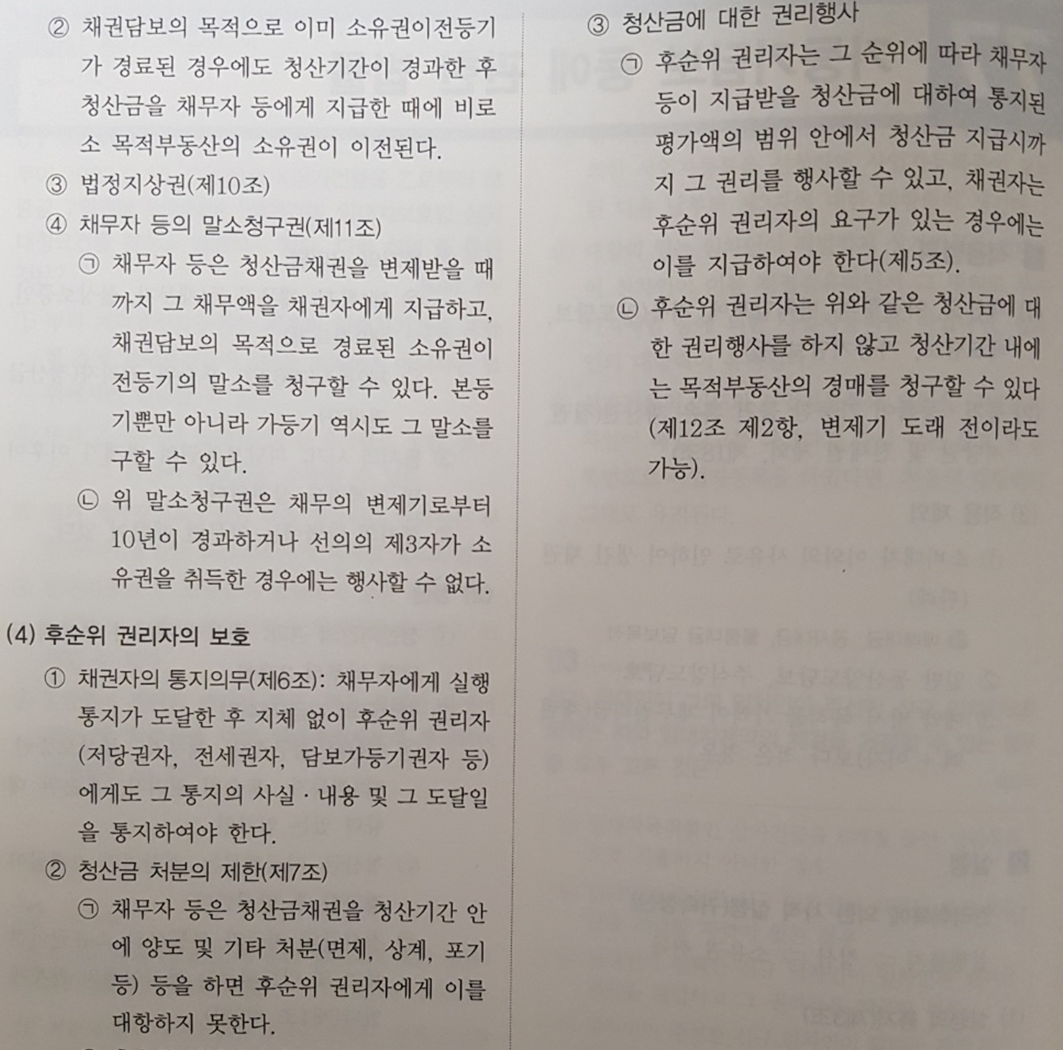 ② 채권담보의 목적으로 이미 소유권이전등기
가 경료된 경우에도 청산기간이 경과한 후
청산금을 채무자 등에게 지급한 때에 비로
소 목적부동산의 소유권이 이전된다.
③ 법정지상권(제10조)
④ 채무자 등의 말소청구권(제11조)
㉠ 채무자 등은 청산금채권을 변제받을 때
까지 그 채무액을 채권자에게 지급하고,
채권담보의 목적으로 경료된 소유권이
전등기의 말소를 청구할 수 있다. 본등
기뿐만 아니라 가등기 역시도 그 말소를
구할 수 있다.
㉡ 위 말소청구권은 채무의 변제기로부터
10년이 경과하거나 선의의 제3자가 소
유권을 취득한 경우에는 행사할 수 없다.
(4) 후순위 권리자의 보호
① 채권자의 통지의무(제6조): 채무자에게 실행
통지가 도달한 후 지체 없이 후순위 권리자
(저당권자, 전세권자, 담보가등기권자 등)
에게도 그 통지의 사실·내용 및 그 도달일
을 통지하여야 한다.
② 청산금 처분의 제한(제7조)
㉠ 채무자 등은 청산금채권을 청산기간 안
에 양도 및 기타 처분(면제, 상계, 포기
등) 등을 하면 후순위 권리자에게 이를
대항하지 못한다.
③ 청산금에 대한 권리행사
㉠ 후순위 권리자는 그 순위에 따라 채무자
등이 지급받을 청산금에 대하여 통지된
평가액의 범위 안에서 청산금 지급시까
지 그 권리를 행사할 수 있고, 채권자는
후순위 권리자의 요구가 있는 경우에는
이를 지급하여야 한다(제5조).
㉡ 후순위 권리자는 위와 같은 청산금에 대
한 권리행사를 하지 않고 청산기간 내에
는 목적부동산의 경매를 청구할 수 있다
(제12조 제2항, 변제기 도래 전이라도
가능).